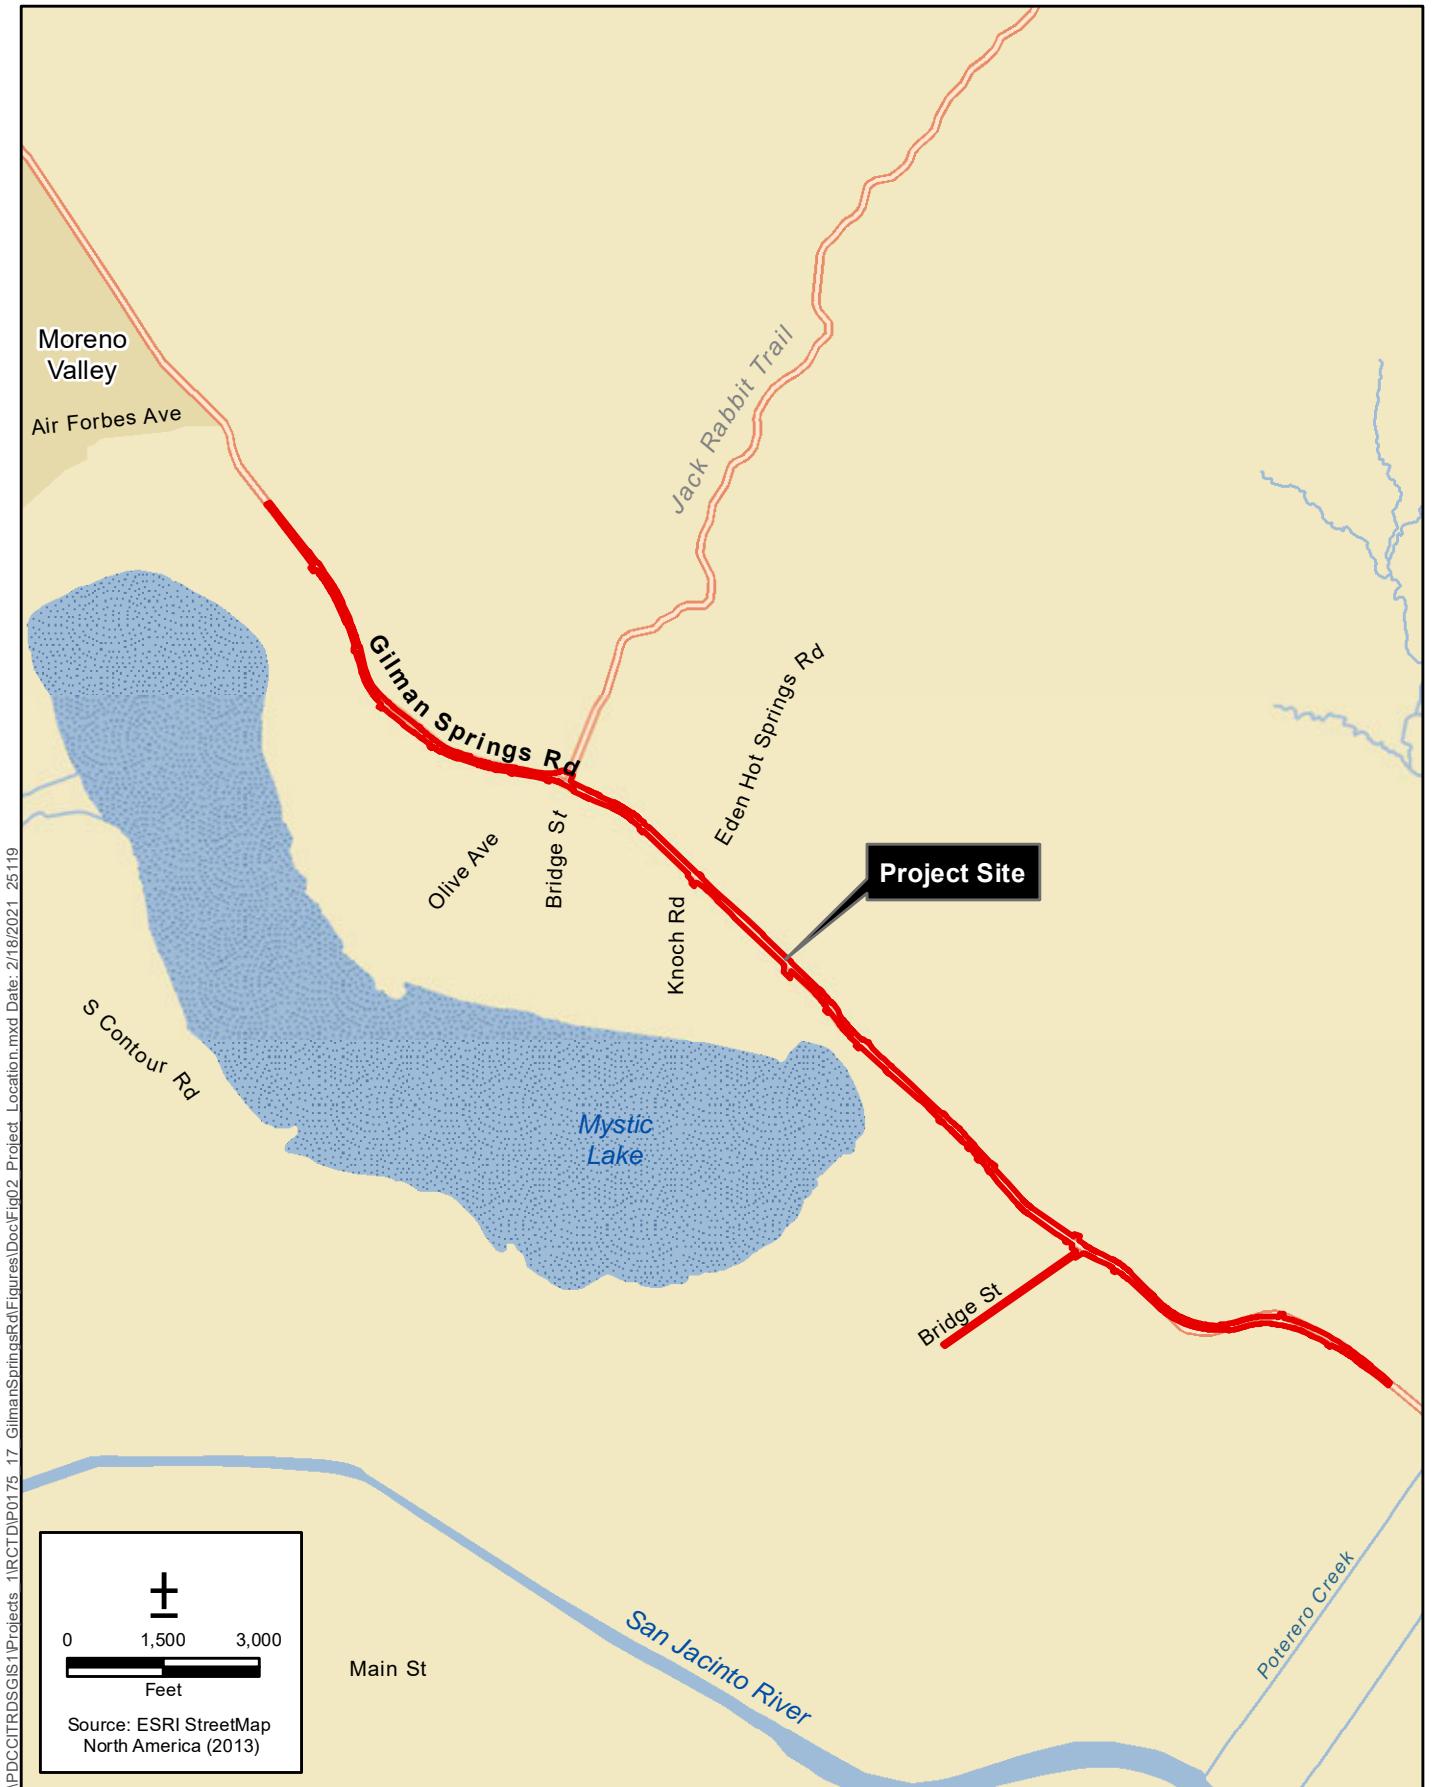 Moreno
Valley
Air Forbes Ave
Jack Rabbit Trail
Gilman Springs Rd
Eden Hot Springs Rd
Olive Ave
Bridge St
Knoch Rd
Project Site
S Contour Rd
Mystic
Lake
Bridge St
San Jacinto River
Poterero Creek
Main St
±
0 1,500 3,000
Feet
Source: ESRI StreetMap
North America (2013)
\PDCCITRDSGIS1\Projects_1\RCTD\P0175_17_GilmanSpringsRd\Figures\Doc\Fig02_Project_Location.mxd Date: 2/18/2021 25119